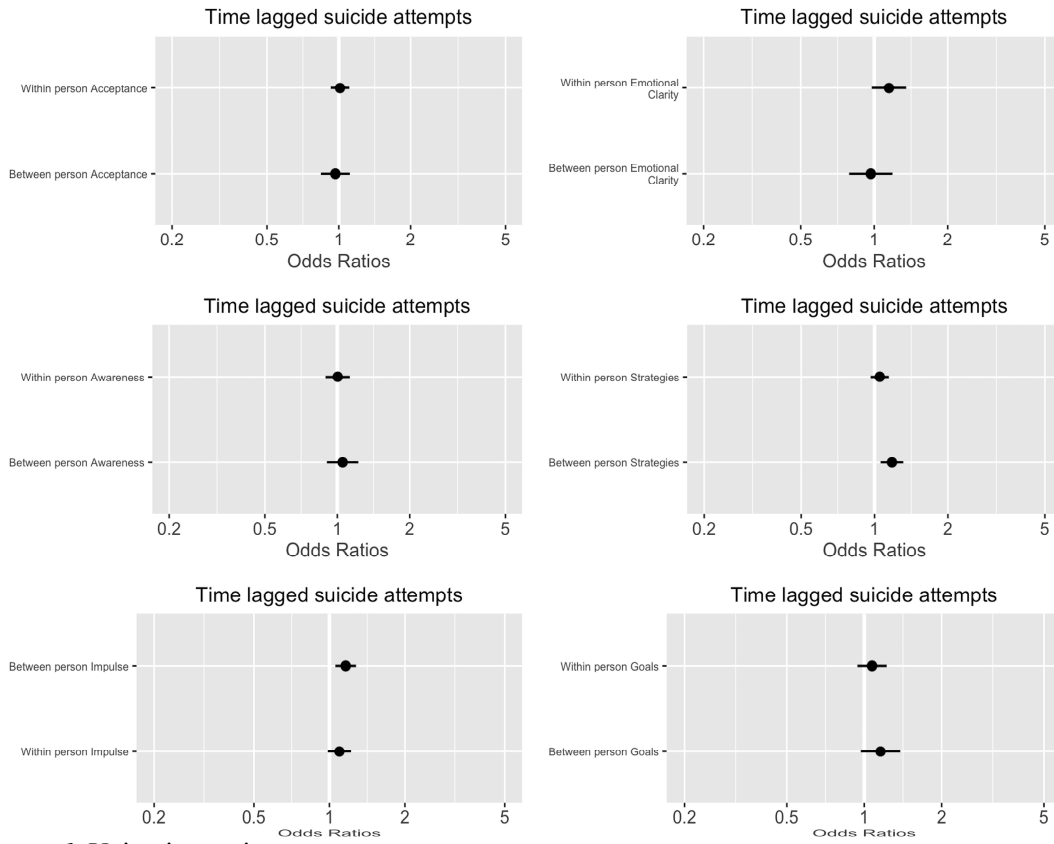 Time lagged suicide attempts
Within person Acceptance
Between person Acceptance
0.2 0.5 1 2 5
Odds Ratios
Time lagged suicide attempts
Within person Emotional
Clarity
Between person Emotional
Clarity
0.2 0.5 1 2 5
Odds Ratios
Time lagged suicide attempts
Within person Awareness
Between person Awareness
0.2 0.5 1 2 5
Odds Ratios
Time lagged suicide attempts
Within person Strategies
Between person Strategies
0.2 0.5 1 2 5
Odds Ratios
Time lagged suicide attempts
Between person Impulse
Within person Impulse
0.2 0.5 1 2 5
Odds Ratios
Time lagged suicide attempts
Within person Goals
Between person Goals
0.2 0.5 1 2 5
Odds Ratios